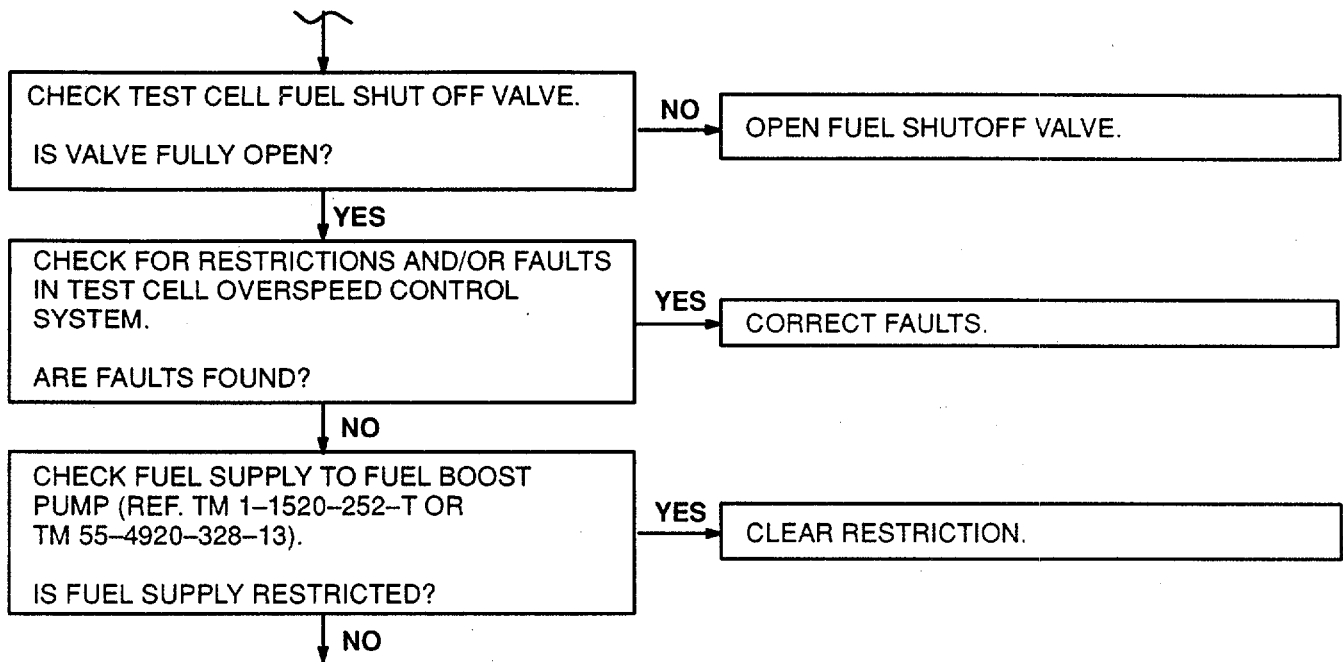 CHECK TEST CELL FUEL SHUT OFF VALVE.
IS VALVE FULLY OPEN?
NO
OPEN FUEL SHUTOFF VALVE.
YES
CHECK FOR RESTRICTIONS AND/OR FAULTS
IN TEST CELL OVERSPEED CONTROL
SYSTEM.
ARE FAULTS FOUND?
YES
CORRECT FAULTS.
NO
CHECK FUEL SUPPLY TO FUEL BOOST
PUMP (REF. TM 1–1520–252–T OR
TM 55–4920–328–13).
IS FUEL SUPPLY RESTRICTED?
YES
CLEAR RESTRICTION.
NO